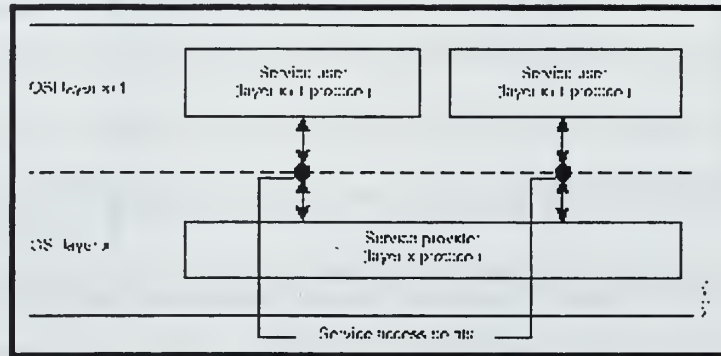 Service user
(layer x+1 protocol)
Service user
(layer x+1 protocol)
OSI layer x+1
OSI layer x
Service provider
(layer x protocol)
Service access points